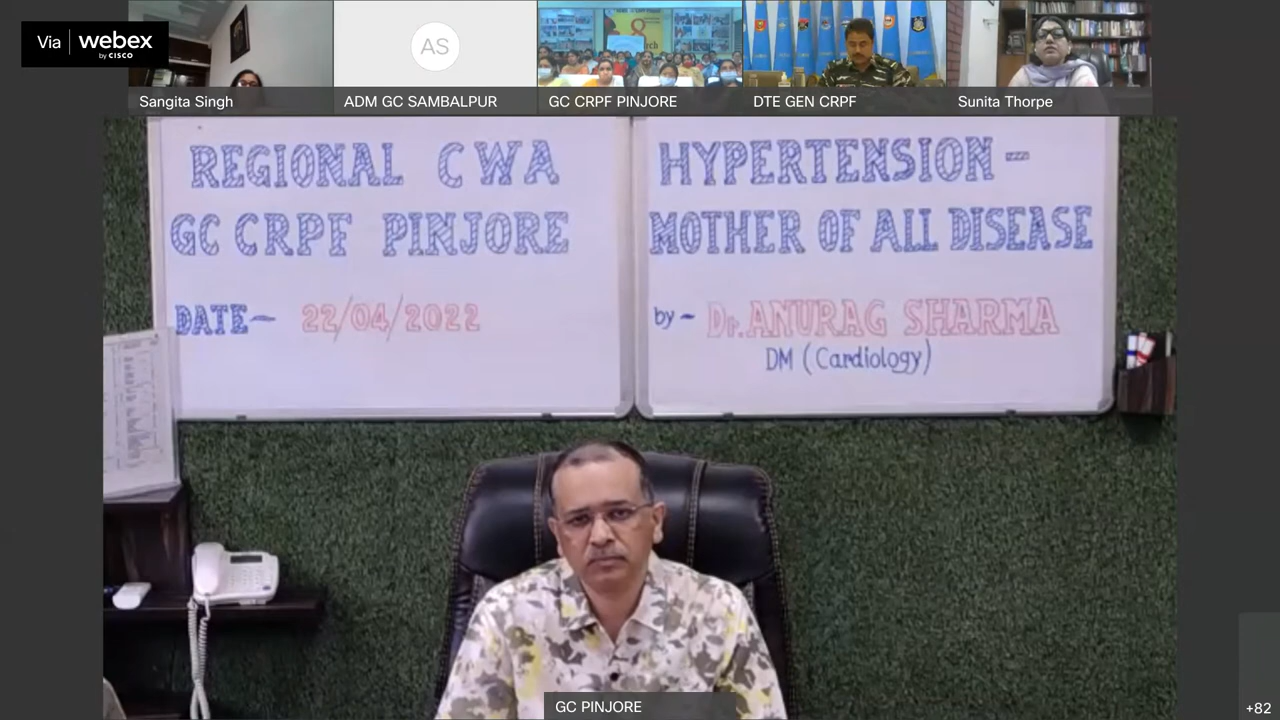 Via webex
by CISCO
Sangita Singh
AS
ADM GC SAMBALPUR
GC CRPF PINJORE
DTE GEN CRPF
Sunita Thorpe
REGIONAL CWA
GC CRPF PINJORE
DATE~ 22/04/2022
HYPERTENSION-
MOTHER OF ALL DISEASE
by - Dr. ANURAG SHARMA
DM (Cardiology)
GC PINJORE
+82